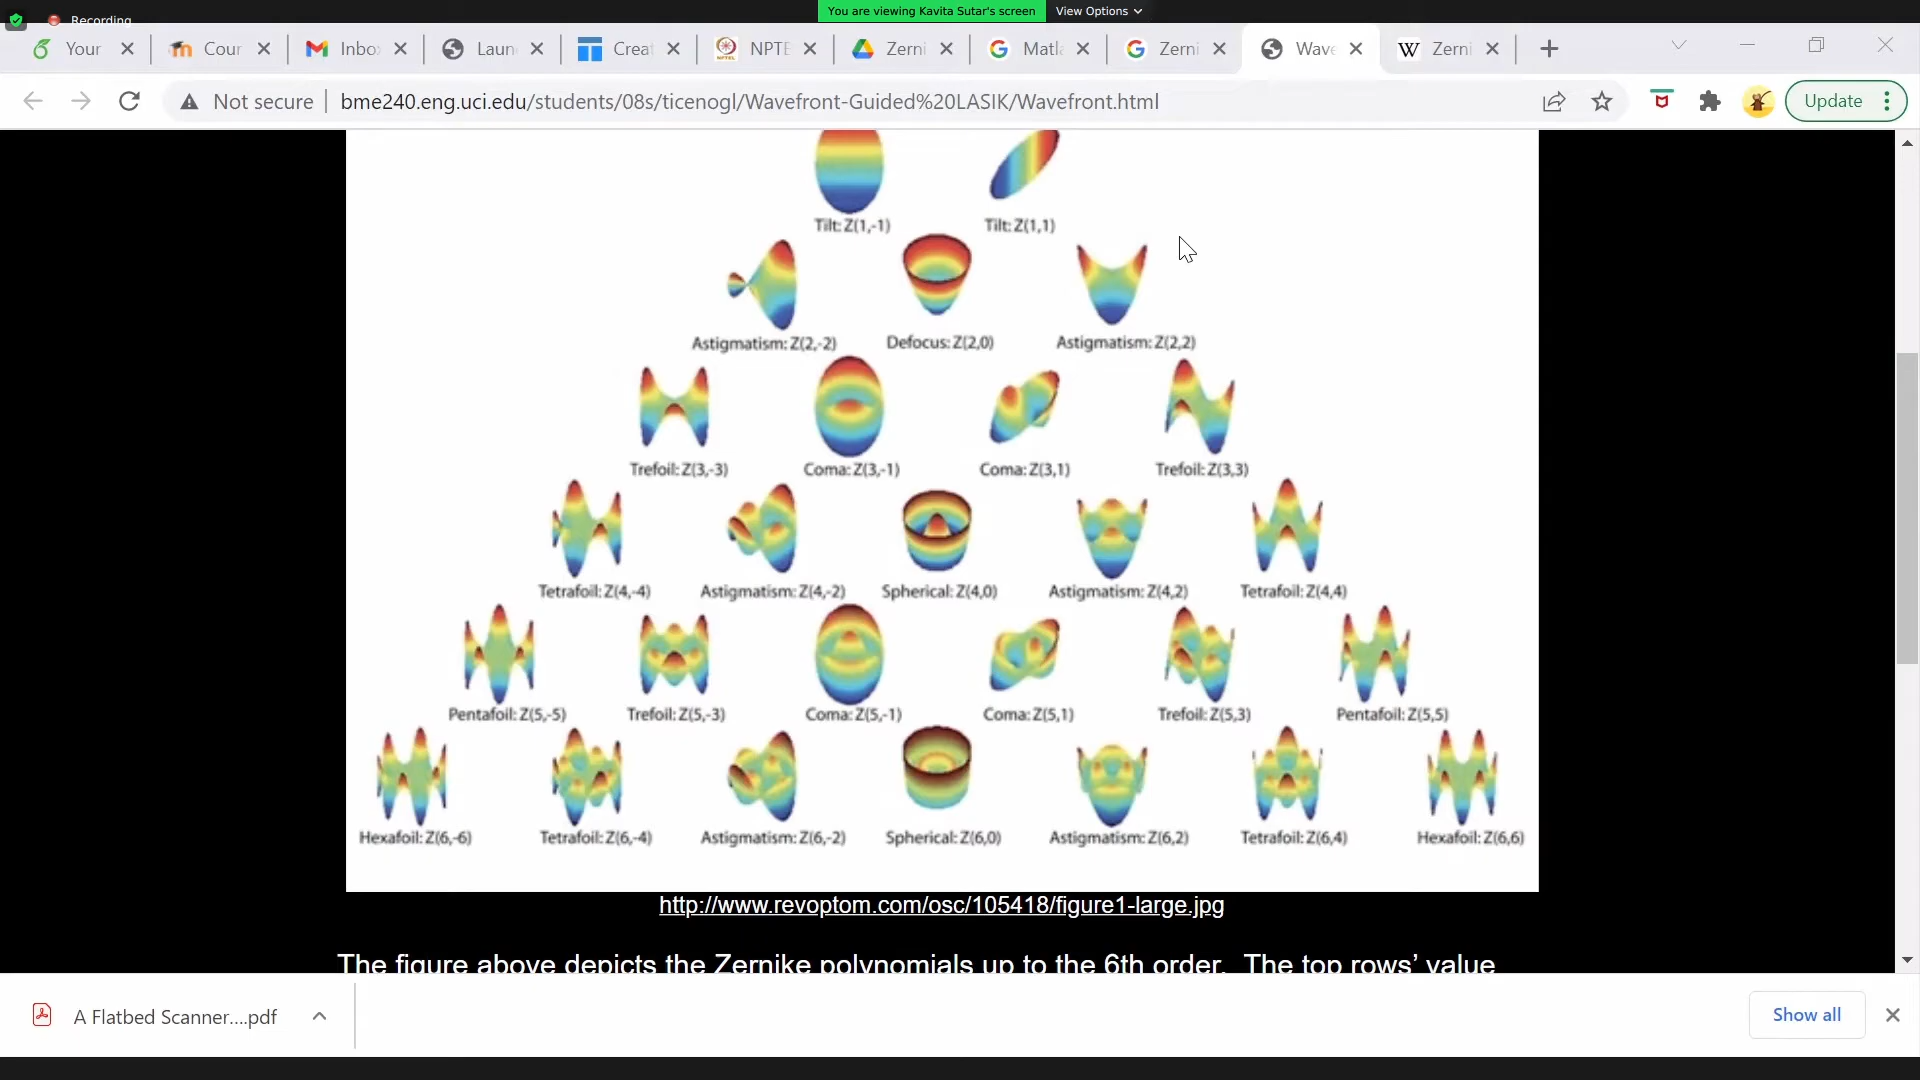 Recording
You are viewing Kavita Sutar's screen View Options
Your Cour Inbo Laun Creat NPTE Zerni Matla Zerni Wave Zerni
Not secure bme240.eng.uci.edu/students/08s/ticenogl/Wavefront-Guided%20LASIK/Wavefront.html Update
Tilt: Z(1,-1) Tilt: Z(1,1)
Astigmatism: Z(2,-2) Defocus: Z(2,0) Astigmatism: Z(2,2)
Trefoil: Z(3,-3) Coma: Z(3,-1) Coma: Z(3,1) Trefoil: Z(3,3)
Tetrafoil: Z(4,-4) Astigmatism: Z(4,-2) Spherical: Z(4,0) Astigmatism: Z(4,2) Tetrafoil: Z(4,4)
Pentafoil: Z(5,-5) Trefoil: Z(5,-3) Coma: Z(5,-1) Coma: Z(5,1) Trefoil: Z(5,3) Pentafoil: Z(5,5)
Hexafoil: Z(6,-6) Tetrafoil: Z(6,-4) Astigmatism: Z(6,-2) Spherical: Z(6,0) Astigmatism: Z(6,2) Tetrafoil: Z(6,4) Hexafoil: Z(6,6)
http://www.revoptom.com/osc/105418/figure1-large.jpg
The figure above depicts the Zernike polynomials up to the 6th order. The top rows' value
A Flatbed Scanner....pdf Show all